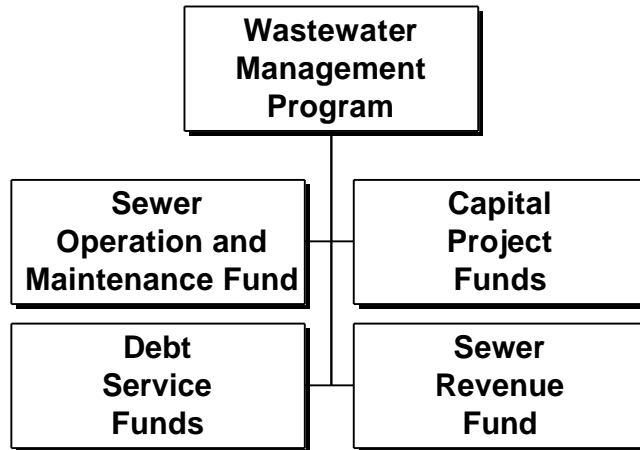 Wastewater
Management
Program
Sewer
Operation and
Maintenance Fund
Capital
Project
Funds
Debt
Service
Funds
Sewer
Revenue
Fund